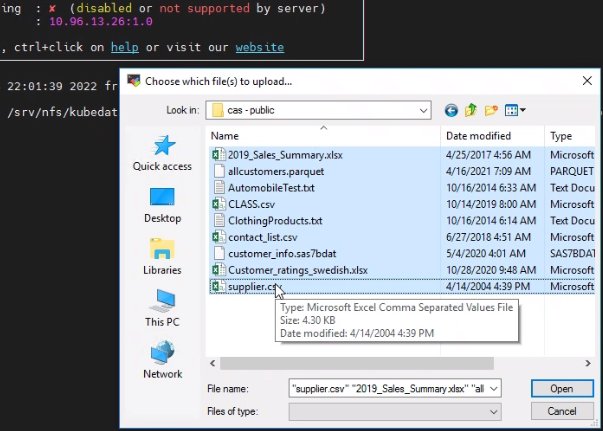 ing : ✘ (disabled or not supported by server)
: 10.96.13.26:1.0
, ctrl+click on help or visit our website
22:01:39 2022 fr
/srv/nfs/kubedat
Choose which file(s) to upload...
Look in: cas - public
Quick access
Desktop
Libraries
This PC
Network
Name Date modified Type
2019_Sales_Summary.xlsx 4/25/2017 4:56 AM Microsoft
allcustomers.parquet 4/16/2021 7:09 AM PARQUET
AutomobileTest.txt 10/16/2014 6:33 AM Text Docu
CLASS.csv 10/14/2019 8:00 AM Microsoft
ClothingProducts.txt 10/16/2014 6:14 AM Text Docu
contact_list.csv 6/27/2018 4:51 AM Microsoft
customer_info.sas7bdat 5/4/2020 4:01 AM SAS7BDAT
Customer_ratings_swedish.xlsx 10/28/2020 9:48 AM Microsoft
supplier.csv 4/14/2004 4:39 PM Microsoft
Type: Microsoft Excel Comma Separated Values File
Size: 4.30 KB
Date modified: 4/14/2004 4:39 PM
File name: "supplier.csv" "2019_Sales_Summary.xlsx" "all
Open
Files of type:
Cancel